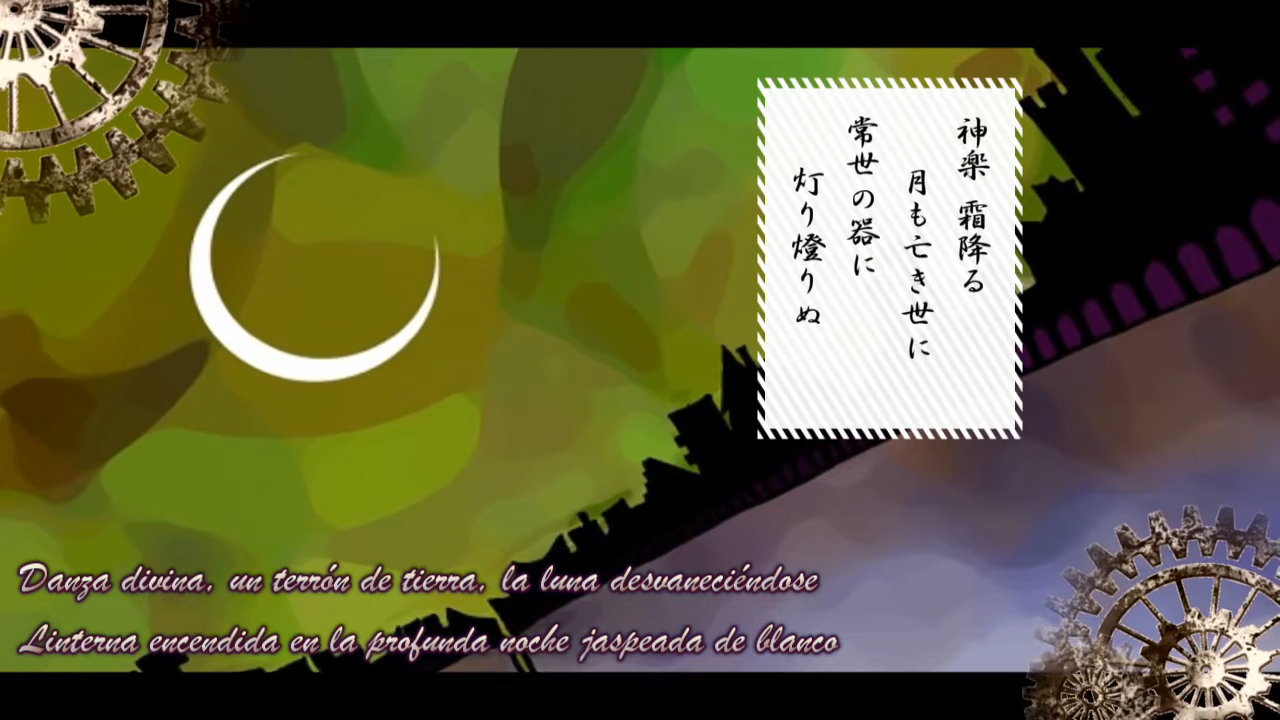 神楽 霜降る
月も亡き世に
常世の器に
灯り燈りぬ
Danza divina, un terrón de tierra, la luna desvaneciéndose
Linterna encendida en la profunda noche jaspeada de blanco